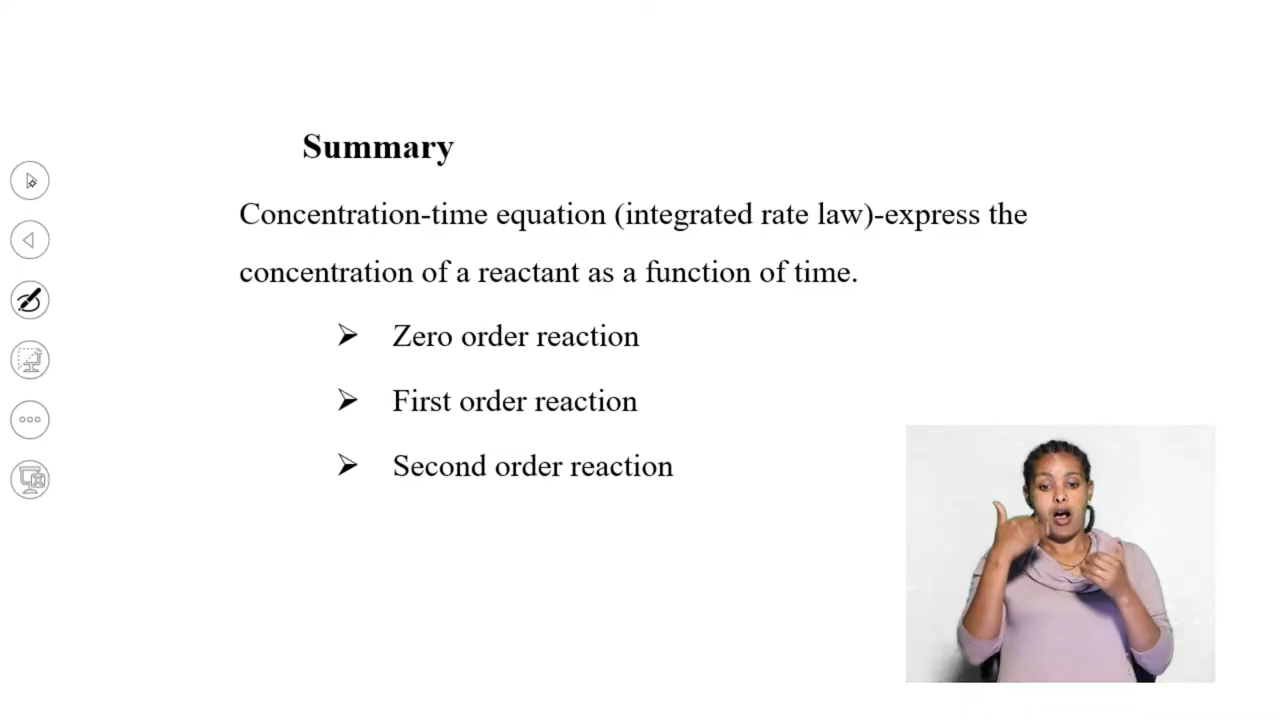 Summary
Concentration-time equation (integrated rate law)-express the
concentration of a reactant as a function of time.
Zero order reaction
First order reaction
Second order reaction